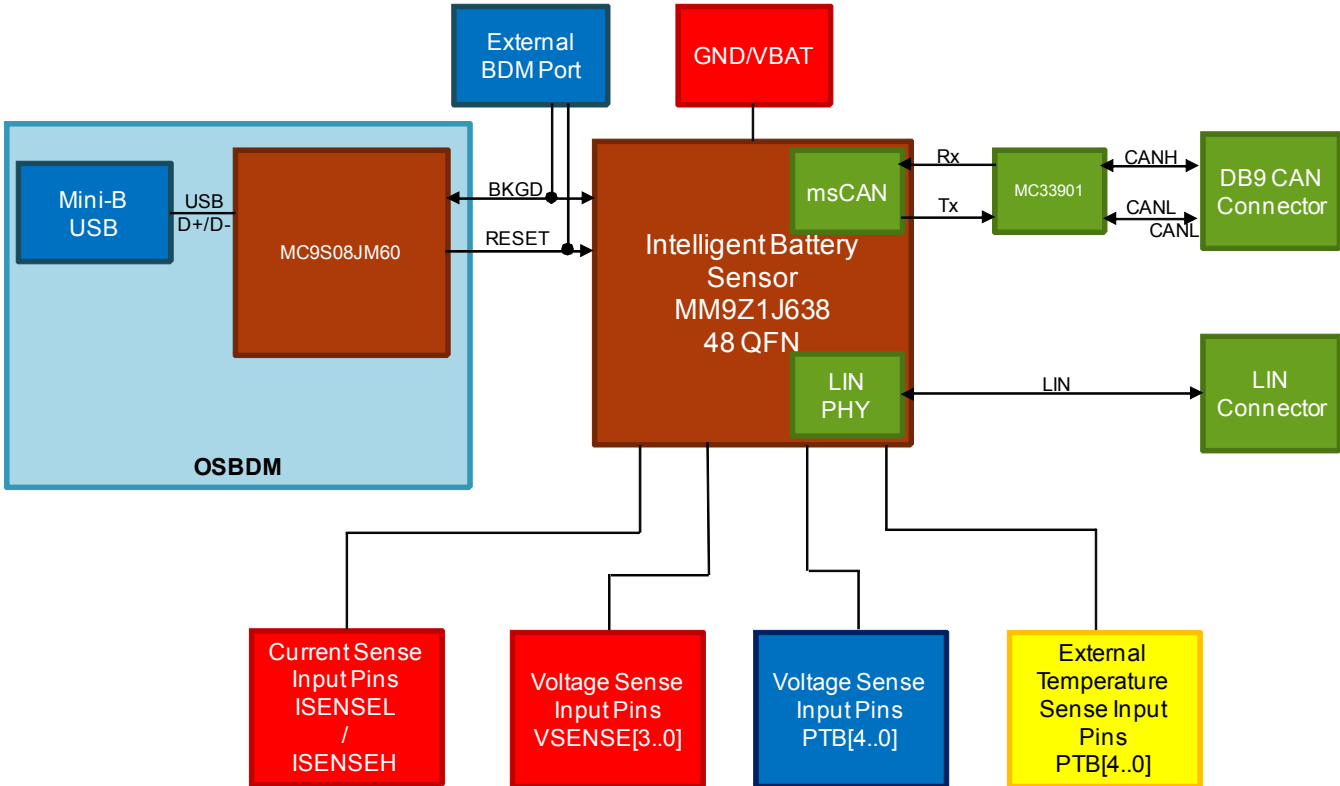 External
BDM Port
GND/VBAT
Mini-B
USB
USB
D+/D-
MC9S08JM60
BKGD
RESET
OSBDM
Intelligent Battery
Sensor
MM9Z1J638
48 QFN
msCAN
Rx
Tx
MC33901
CANH
CANL
CANL
DB9 CAN
Connector
LIN
PHY
LIN
LIN
Connector
Current Sense
Input Pins
ISENSEL
/
ISENSEH
Voltage Sense
Input Pins
VSENSE[3..0]
Voltage Sense
Input Pins
PTB[4..0]
External
Temperature
Sense Input
Pins
PTB[4..0]